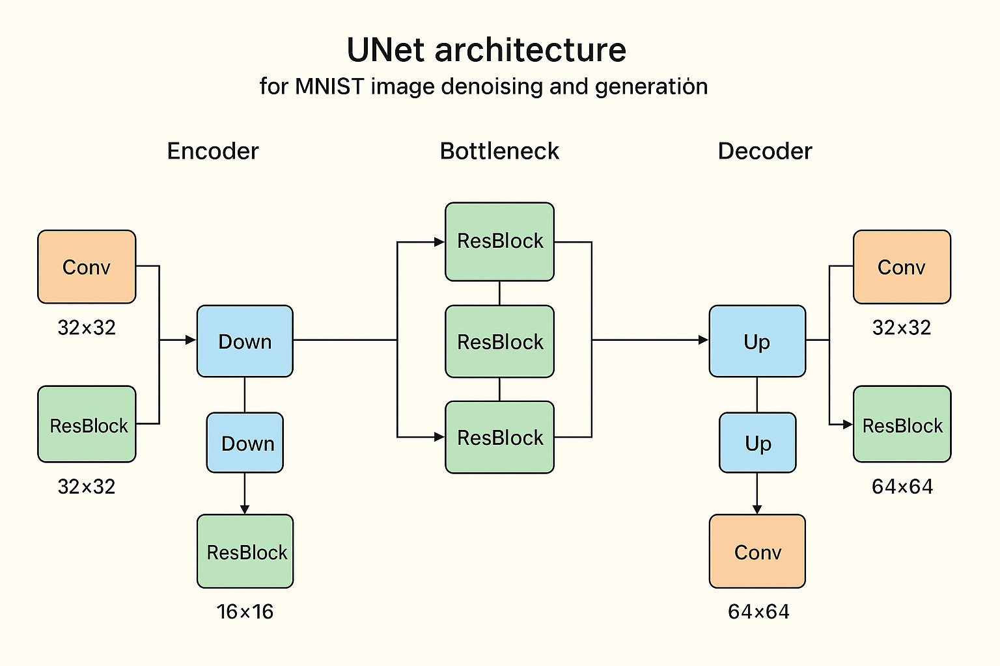 UNet architecture
for MNIST image denoising and generation
Encoder
Bottleneck
Decoder
Conv
32×32
ResBlock
32×32
Down
Down
ResBlock
16×16
ResBlock
ResBlock
ResBlock
Up
Up
Conv
64×64
Conv
32×32
ResBlock
64×64